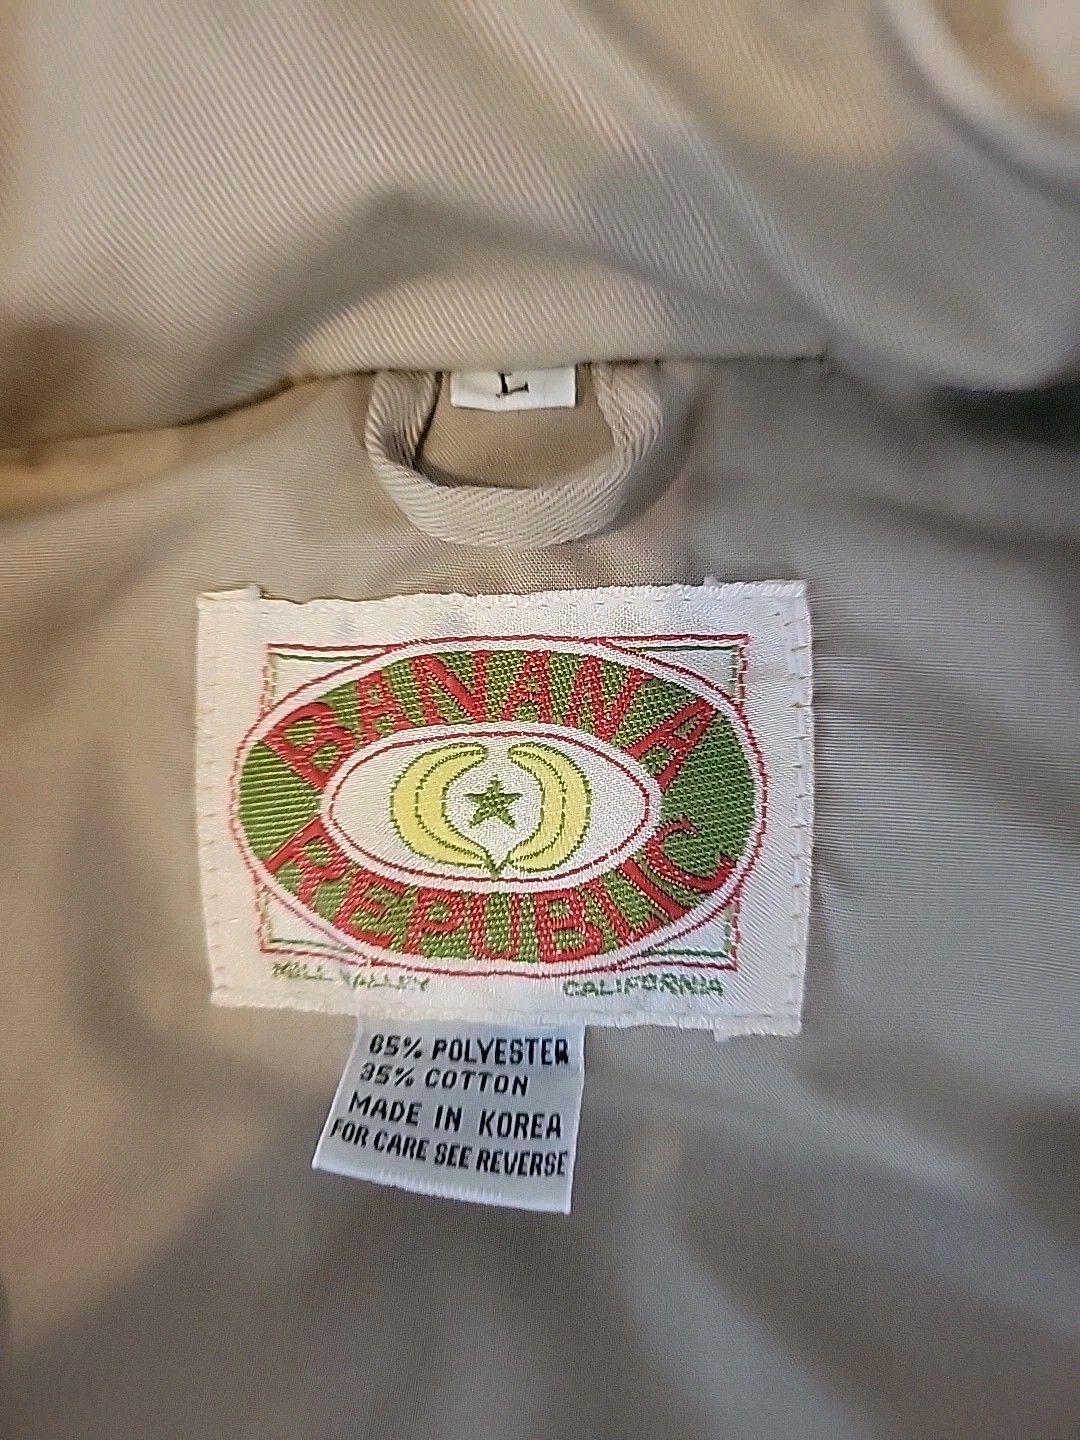 L
BANANA
REPUBLIC
MILL VALLEY CALIFORNIA
65% POLYESTER
35% COTTON
MADE IN KOREA
FOR CARE SEE REVERSE